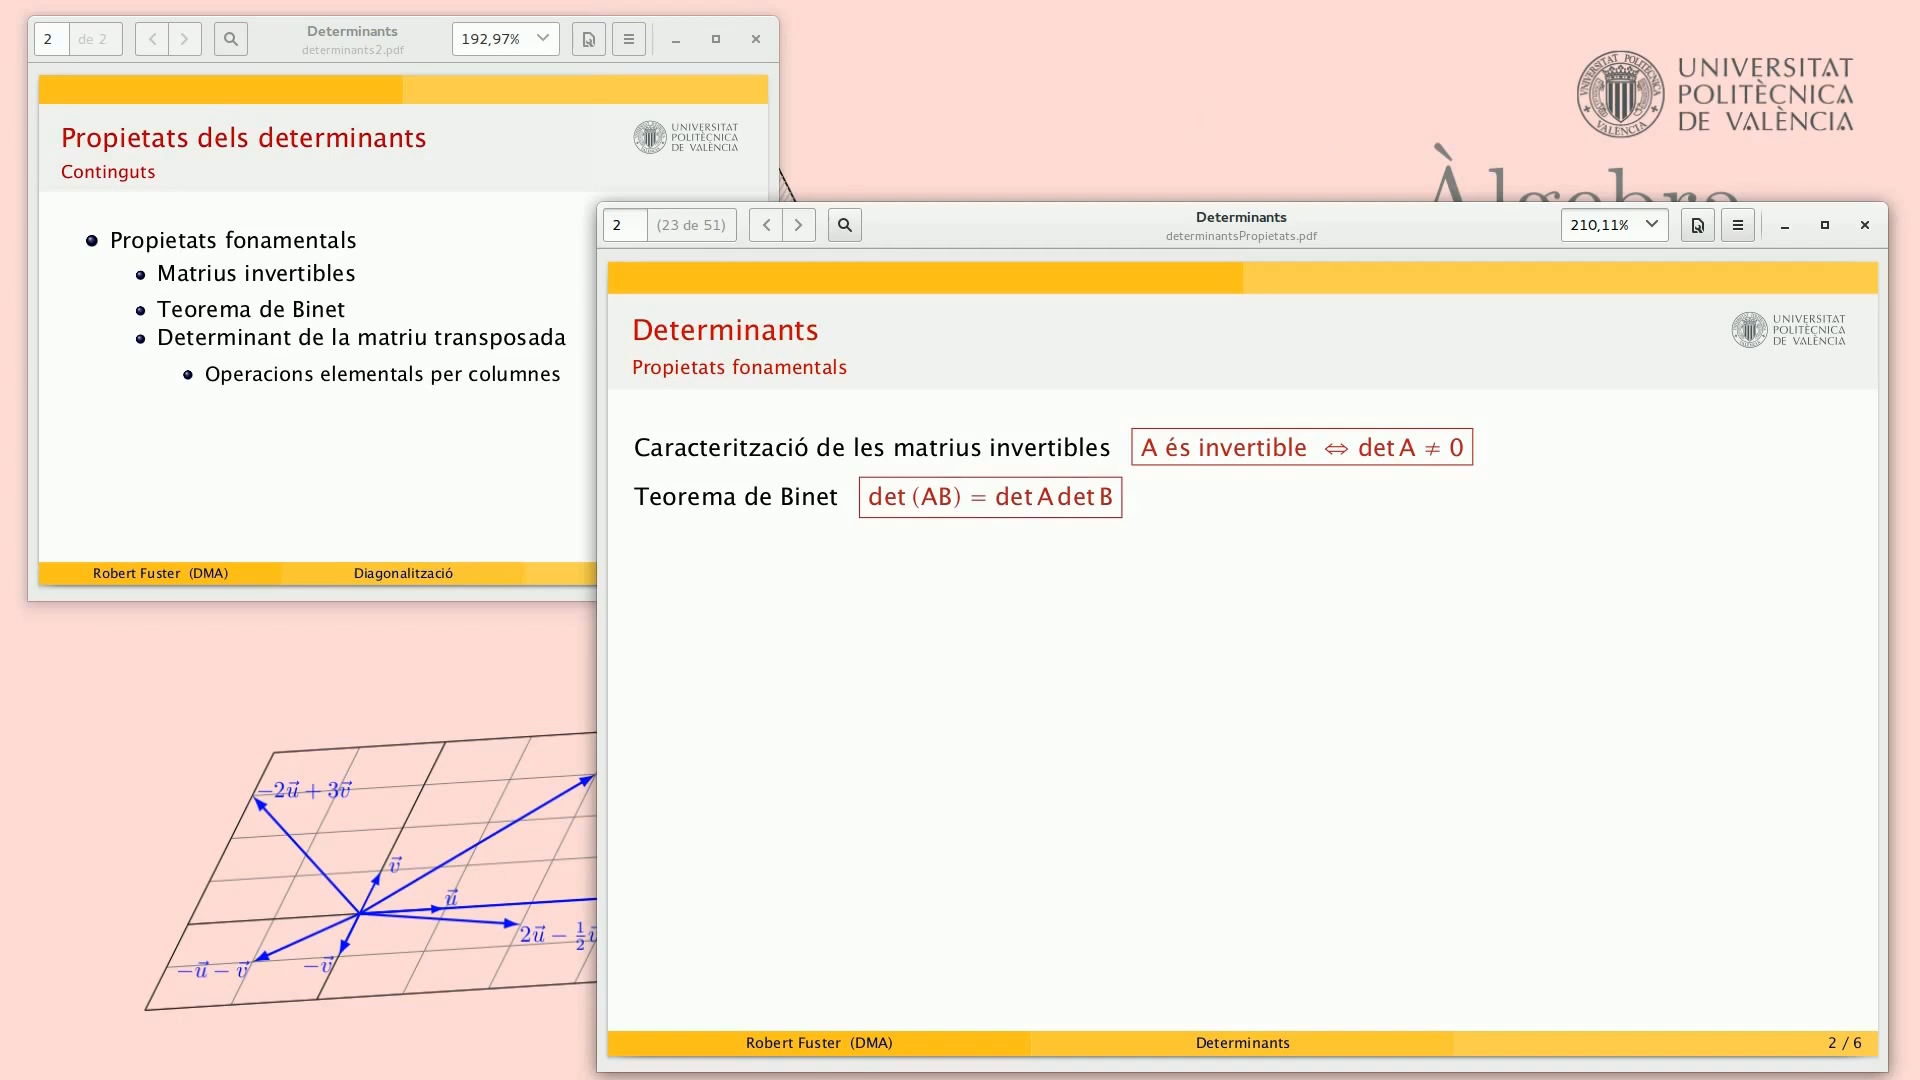 2 de 2
Determinants
determinants2.pdf
192,97%
Propietats dels determinants
Continguts
UNIVERSITAT
POLITÈCNICA
DE VALÈNCIA
Propietats fonamentals
Matrius invertibles
Teorema de Binet
Determinant de la matriu transposada
Operacions elementals per columnes
Robert Fuster (DMA)
Diagonalització
UNIVERSITAT
POLITÈCNICA
DE VALÈNCIA
Àlgebra
2 (23 de 51)
Determinants
determinantsPropietats.pdf
210,11%
Determinants
Propietats fonamentals
UNIVERSITAT
POLITÈCNICA
DE VALÈNCIA
Caracterització de les matrius invertibles A és invertible ⇔ det A ≠ 0
Teorema de Binet det (AB) = det A det B
Robert Fuster (DMA)
Determinants
2 / 6
−2u⃗ + 3v⃗
v⃗
u⃗
2u⃗ − 1/2 v⃗
−u⃗ − v⃗
−v⃗